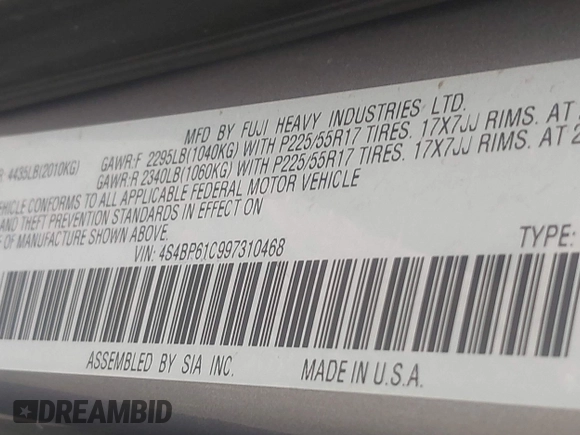 MFD BY FUJI HEAVY INDUSTRIES LTD.
4435LB(2010KG) GAWR:F 2295LB(1040KG) WITH P225/55R17 TIRES. 17X7JJ RIMS. AT
GAWR:R 2340LB(1060KG) WITH P225/55R17 TIRES. 17X7JJ RIMS. AT 2
VEHICLE CONFORMS TO ALL APPLICABLE FEDERAL MOTOR VEHICLE
AND THEFT PREVENTION STANDARDS IN EFFECT ON
OF MANUFACTURE SHOWN ABOVE.
VIN: 4S4BP61C997310468 TYPE:
ASSEMBLED BY SIA INC. MADE IN U.S.A.
DREAMBID